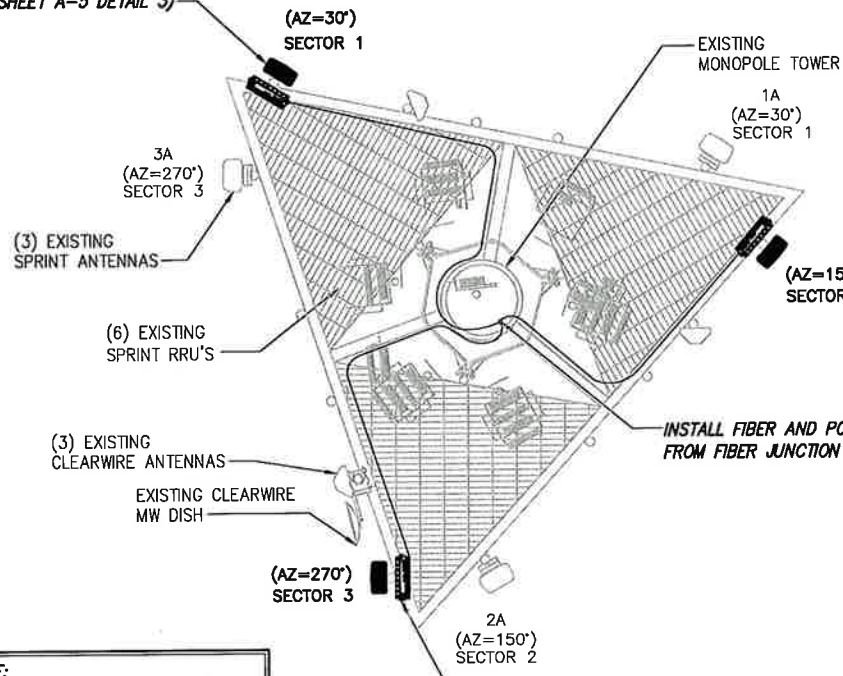 SHEET A-5 DETAIL 3)
(AZ=30°)
SECTOR 1
EXISTING
MONOPOLE TOWER
1A
(AZ=30°)
SECTOR 1
3A
(AZ=270°)
SECTOR 3
(3) EXISTING
SPRINT ANTENNAS
(AZ=15
SECTOR
(6) EXISTING
SPRINT RRU'S
INSTALL FIBER AND PO
FROM FIBER JUNCTION
(3) EXISTING
CLEARWIRE ANTENNAS
EXISTING CLEARWIRE
MW DISH
(AZ=270°)
SECTOR 3
2A
(AZ=150°)
SECTOR 2